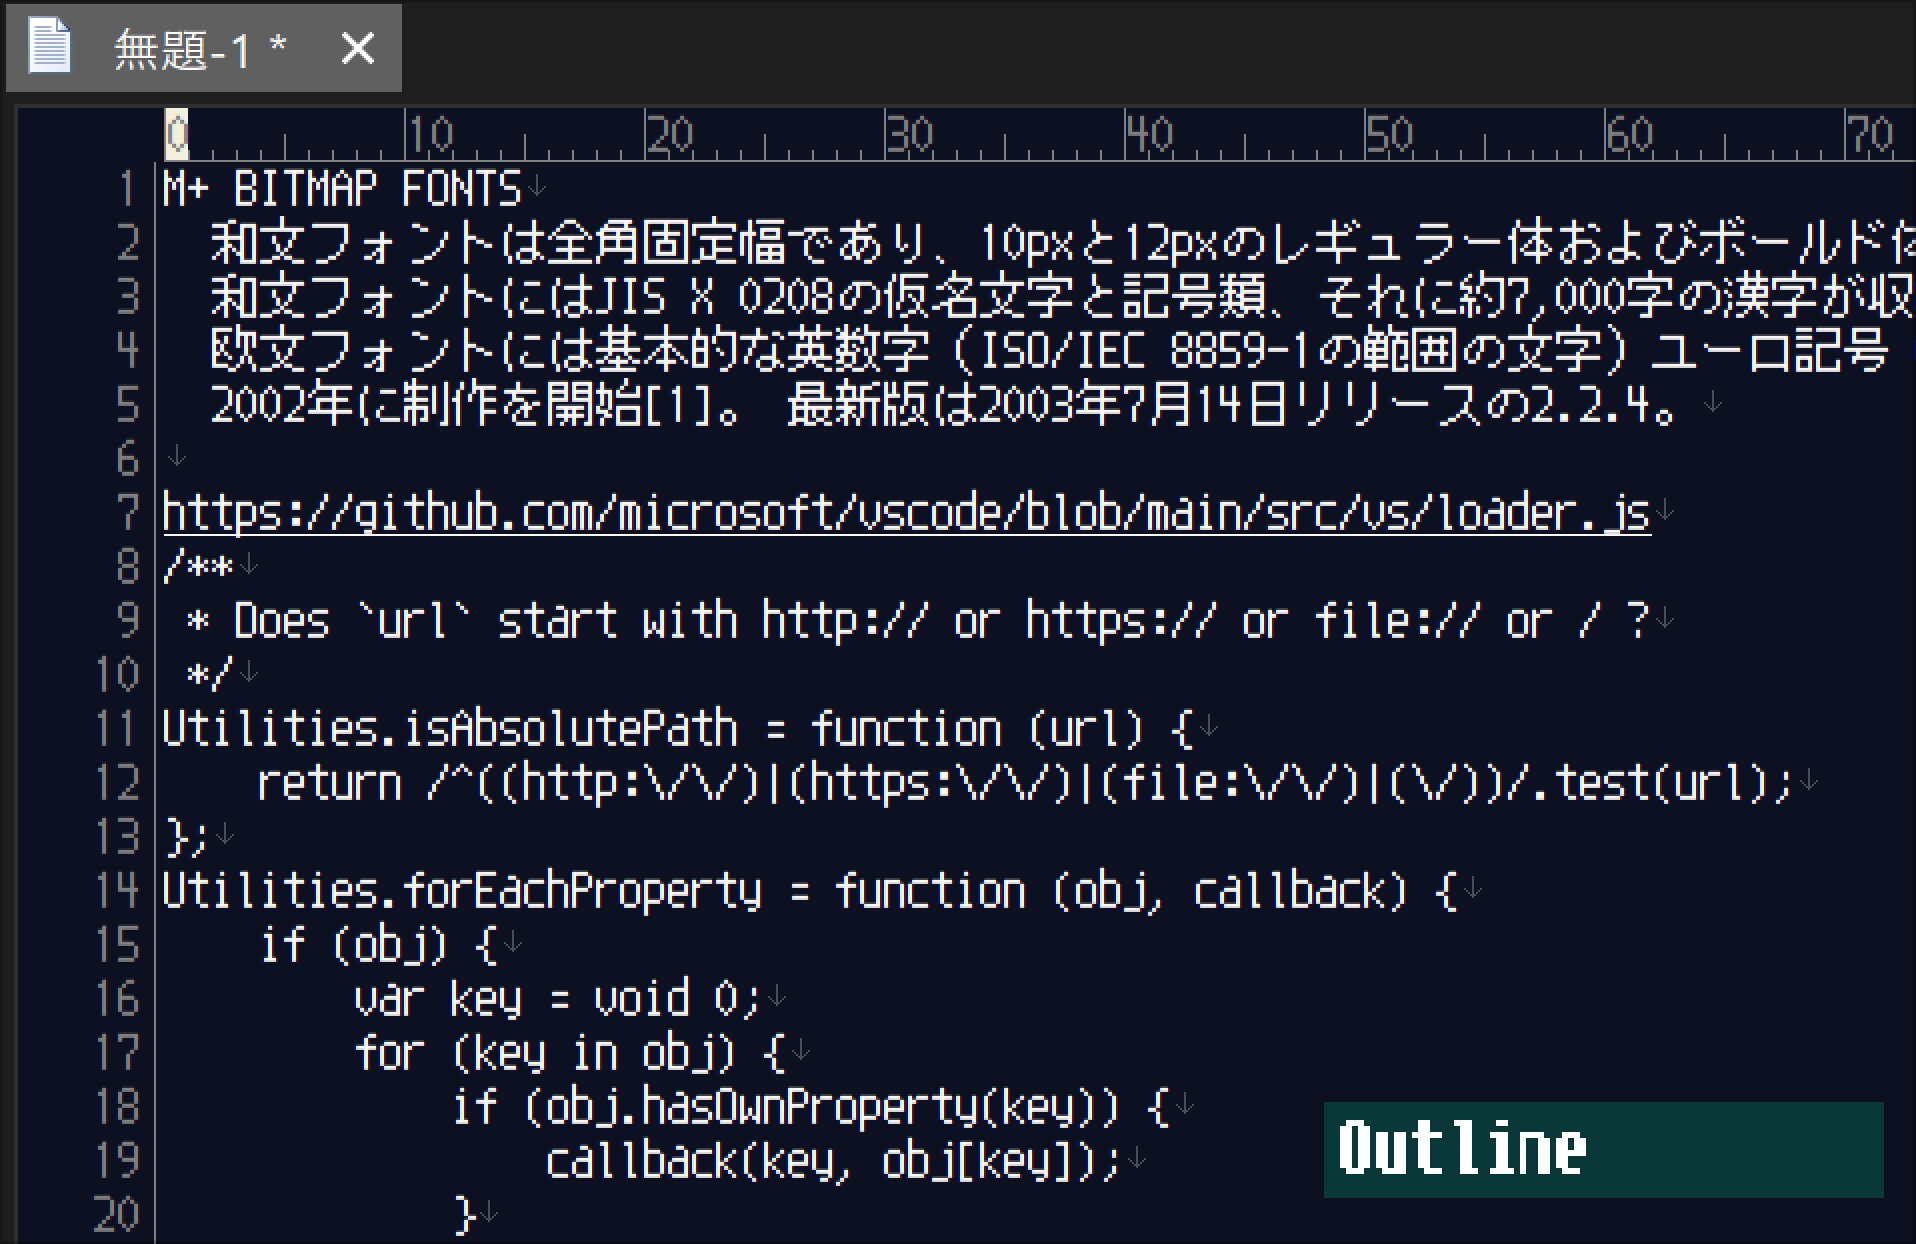 無題-1 *
0 10 20 30 40 50 60 70
1 M+ BITMAP FONTS↓
2   和文フォントは全角固定幅であり、10pxと12pxのレギュラー体およびボールド体
3   和文フォントにはJIS X 0208の仮名文字と記号類、それに約7,000字の漢字が収
4   欧文フォントには基本的な英数字（ISO/IEC 8859-1の範囲の文字）ユーロ記号
5   2002年に制作を開始[1]。 最新版は2003年7月14日リリースの2.2.4。↓
6 ↓
7 https://github.com/microsoft/vscode/blob/main/src/vs/loader.js↓
8 /**↓
9  * Does `url` start with http:// or https:// or file:// or / ?↓
10  */↓
11 Utilities.isAbsolutePath = function (url) {↓
12     return /^((http:\/\/)|(https:\/\/)|(file:\/\/)|(\/))/.test(url);↓
13 };↓
14 Utilities.forEachProperty = function (obj, callback) {↓
15     if (obj) {↓
16         var key = void 0;↓
17         for (key in obj) {↓
18             if (obj.hasOwnProperty(key)) {↓
19                 callback(key, obj[key]);↓
20             }↓
Outline